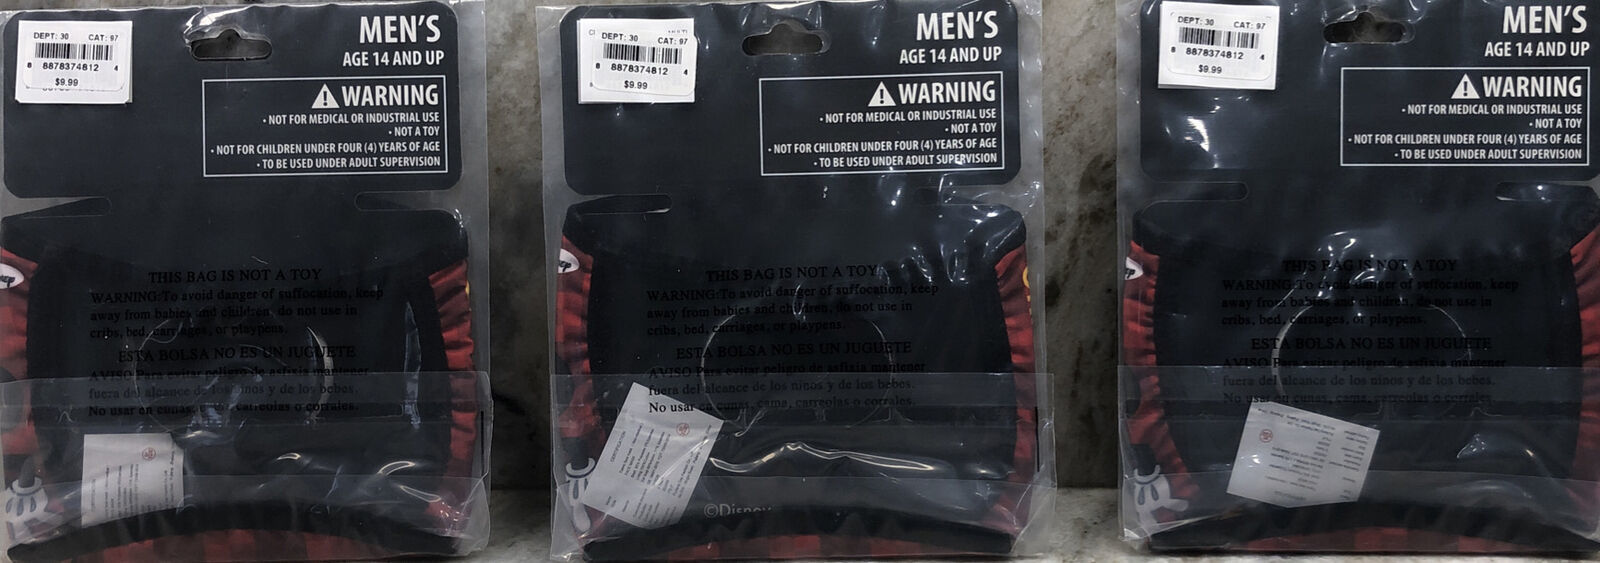 DEPT: 30 CAT: 97
8 8878374812 4
$9.99
MEN'S
AGE 14 AND UP
WARNING
• NOT FOR MEDICAL OR INDUSTRIAL USE
• NOT A TOY
• NOT FOR CHILDREN UNDER FOUR (4) YEARS OF AGE
• TO BE USED UNDER ADULT SUPERVISION
THIS BAG IS NOT A TOY
WARNING:To avoid danger of suffocation, keep
away from babies and children, do not use in
cribs, bed, carriages, or playpens.
ESTA BOLSA NO ES UN JUGUETE
AVISO Para evitar peligro de asfixia mantener
fuera del alcance de los ninos y de los bebes.
No usar en cunas, carreolas o corrales.
DEPT: 30 CAT: 97
8 8878374812 4
$9.99
MEN'S
AGE 14 AND UP
WARNING
• NOT FOR MEDICAL OR INDUSTRIAL USE
• NOT A TOY
• NOT FOR CHILDREN UNDER FOUR (4) YEARS OF AGE
• TO BE USED UNDER ADULT SUPERVISION
THIS BAG IS NOT A TOY
WARNING:To avoid danger of suffocation, keep
away from babies and children, do not use in
cribs, bed, carriages, or playpens.
ESTA BOLSA NO ES UN JUGUETE
AVISO Para evitar peligro de asfixia mantener
fuera del alcance de los ninos y de los bebes.
No usar en cunas, cama, carreolas o corrales.
©Disney
DEPT: 30 CAT: 97
8 8878374812 4
$9.99
MEN'S
AGE 14 AND UP
WARNING
• NOT FOR MEDICAL OR INDUSTRIAL USE
• NOT A TOY
• NOT FOR CHILDREN UNDER FOUR (4) YEARS OF AGE
• TO BE USED UNDER ADULT SUPERVISION
THIS BAG IS NOT A TOY
WARNING:To avoid danger of suffocation, keep
away from babies and children, do not use in
cribs, bed, carriages, or playpens.
ESTA BOLSA NO ES UN JUGUETE
AVISO Para evitar peligro de asfixia mantener
fuera del alcance de los ninos y de los bebes.
No usar en cunas, cama, carreolas o corrales.